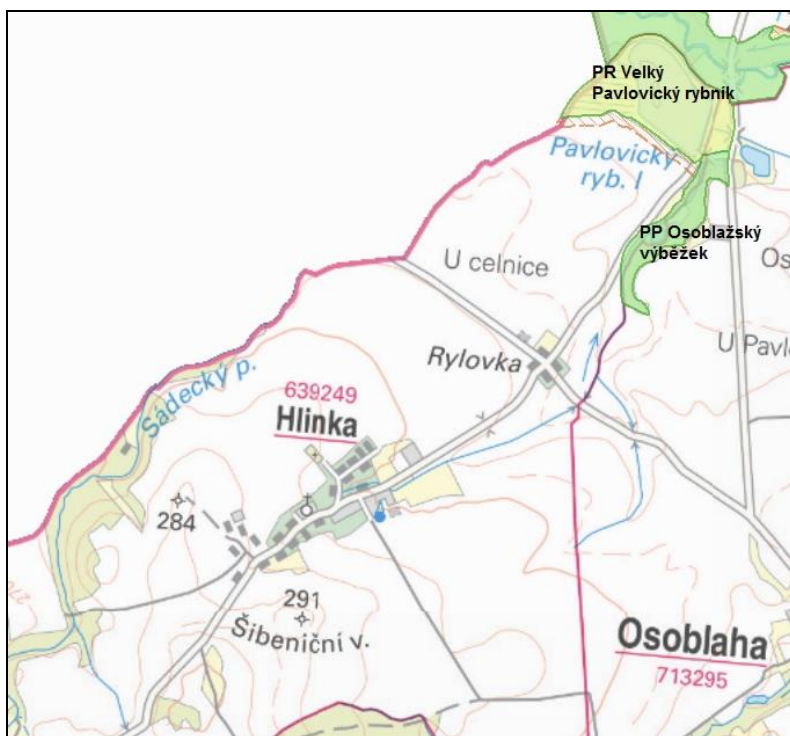 PR Velký
Pavlovický rybník
Pavlovický
ryb. I
PP Osoblažský
výběžek
U celnice
Os
Rylovka
U Pavl
Sádecký p.
639249
Hlinka
284
291
Šibeniční v.
Osoblaha
713295